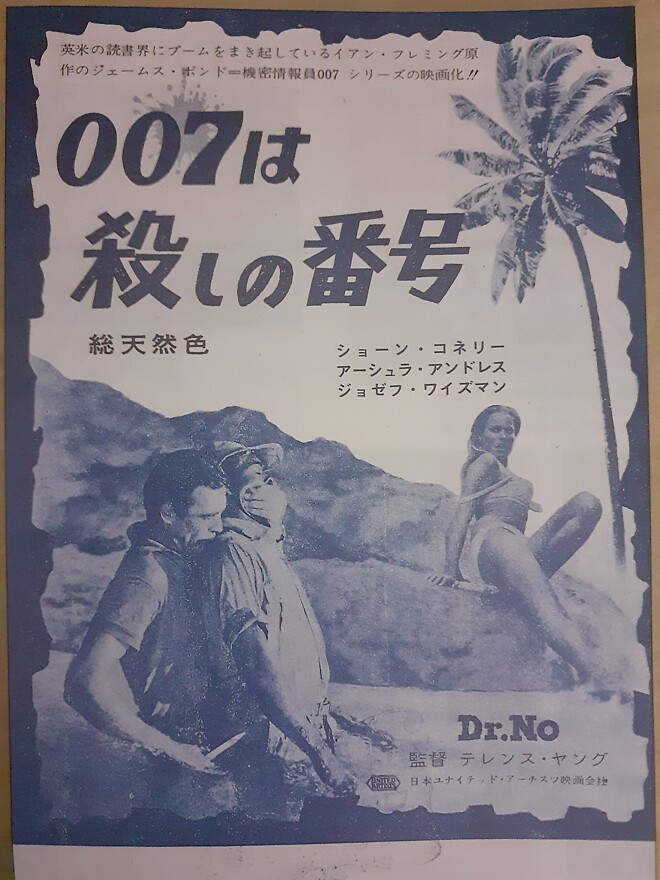 英米の読書界にブームをまき起しているイアン・フレミング原
作のジェームス・ボンド＝機密情報員007 シリーズの映画化!!
007は
殺しの番号
総天然色
ショーン・コネリー
アーシュラ・アンドレス
ジョゼフ・ワイズマン
Dr.No
監督 テレンス・ヤング
UNITED
ARTISTS
日本ユナイテッド・アーチスツ映画会社